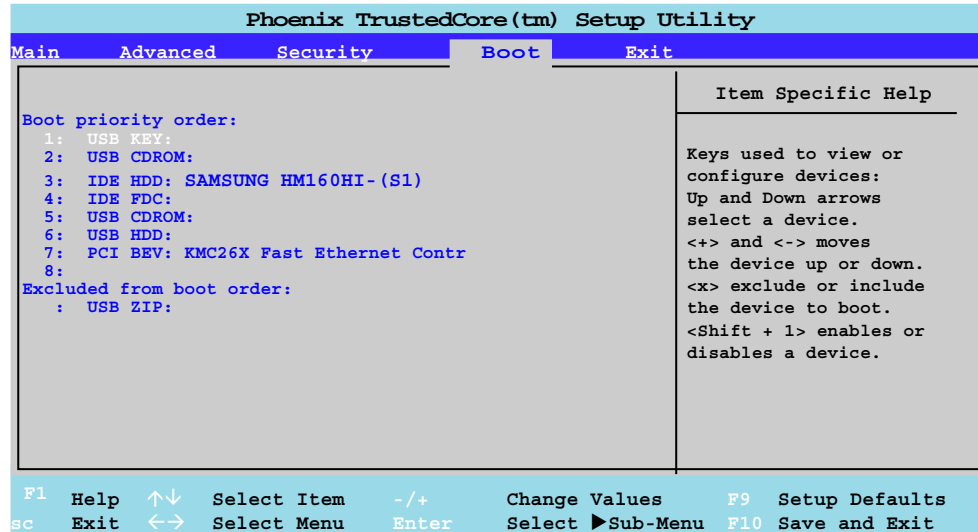 Phoenix TrustedCore(tm) Setup Utility
Main Advanced Security Boot Exit
Item Specific Help
Boot priority order:
1: USB KEY:
2: USB CDROM:
3: IDE HDD: SAMSUNG HM160HI-(S1)
4: IDE FDC:
5: USB CDROM:
6: USB HDD:
7: PCI BEV: KMC26X Fast Ethernet Contr
8:
Excluded from boot order:
: USB ZIP:
Keys used to view or
configure devices:
Up and Down arrows
select a device.
<+> and <-> moves
the device up or down.
<x> exclude or include
the device to boot.
<Shift + 1> enables or
disables a device.
F1 Help ↑↓ Select Item -/+ Change Values F9 Setup Defaults
sc Exit ←→ Select Menu Enter Select ▶Sub-Menu F10 Save and Exit